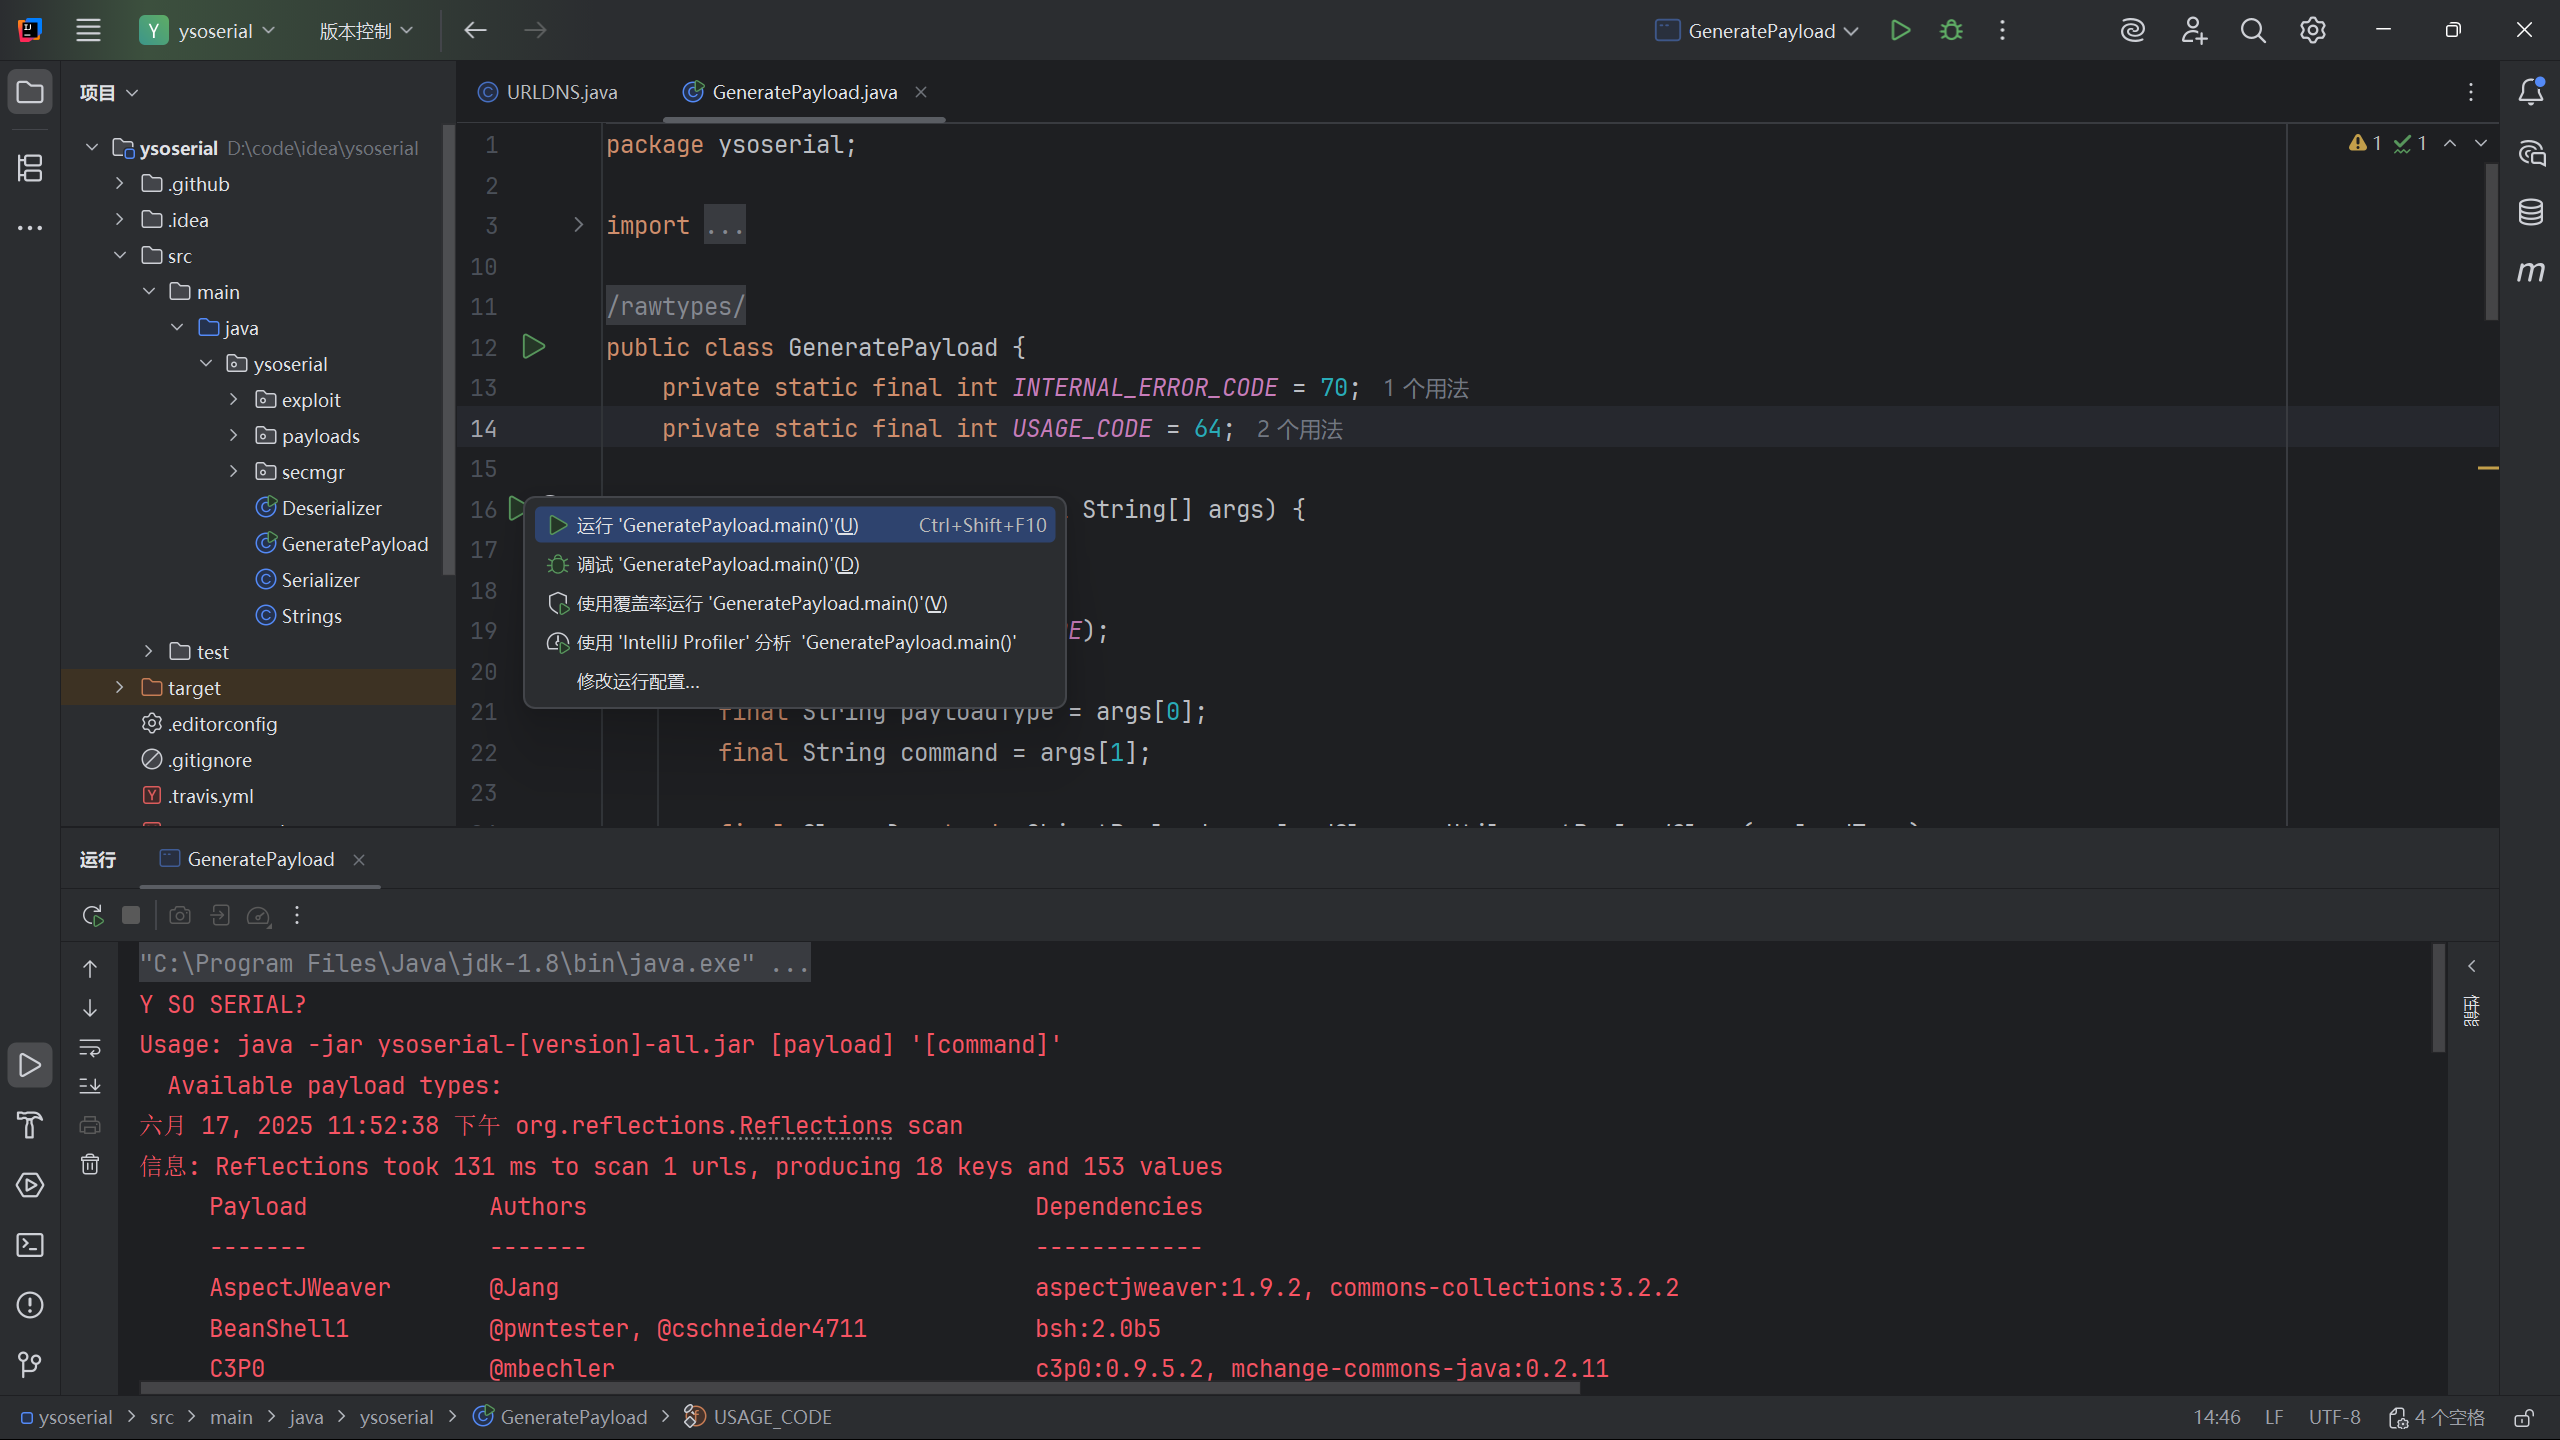 Y ysoserial 版本控制 GeneratePayload
项目
URLDNS.java GeneratePayload.java
ysoserial D:\code\idea\ysoserial
.github
.idea
src
main
java
ysoserial
exploit
payloads
secmgr
Deserializer
GeneratePayload
Serializer
Strings
test
target
.editorconfig
.gitignore
.travis.yml
1 package ysoserial;
1 1
2
3 import ...
10
11 /rawtypes/
12 public class GeneratePayload {
13 private static final int INTERNAL_ERROR_CODE = 70; 1 个用法
14 private static final int USAGE_CODE = 64; 2 个用法
15
16 String[] args) {
17
18
19 E);
20
21 final String payloadType = args[0];
22 final String command = args[1];
23
运行 'GeneratePayload.main()'(U) Ctrl+Shift+F10
调试 'GeneratePayload.main()'(D)
使用覆盖率运行 'GeneratePayload.main()'(V)
使用 'IntelliJ Profiler' 分析 'GeneratePayload.main()'
修改运行配置...
运行 GeneratePayload
"C:\Program Files\Java\jdk-1.8\bin\java.exe" ...
Y SO SERIAL?
Usage: java -jar ysoserial-[version]-all.jar [payload] '[command]'
Available payload types:
六月 17, 2025 11:52:38 下午 org.reflections.Reflections scan
信息: Reflections took 131 ms to scan 1 urls, producing 18 keys and 153 values
Payload Authors Dependencies
------- ------- ------------
AspectJWeaver @Jang aspectjweaver:1.9.2, commons-collections:3.2.2
BeanShell1 @pwntester, @cschneider4711 bsh:2.0b5
C3P0 @mbechler c3p0:0.9.5.2, mchange-commons-java:0.2.11
性能
ysoserial src main java ysoserial GeneratePayload USAGE_CODE
14:46 LF UTF-8 4 个空格